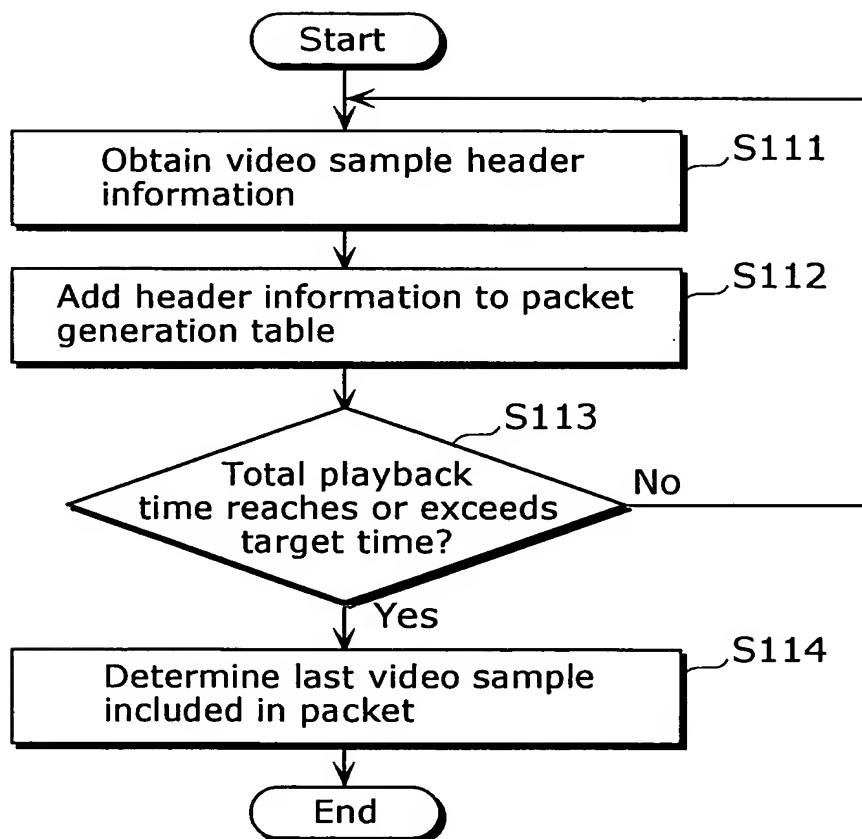 Start
Obtain video sample header
information
S111
Add header information to packet
generation table
S112
S113
Total playback
time reaches or exceeds
target time?
No
Yes
Determine last video sample
included in packet
S114
End